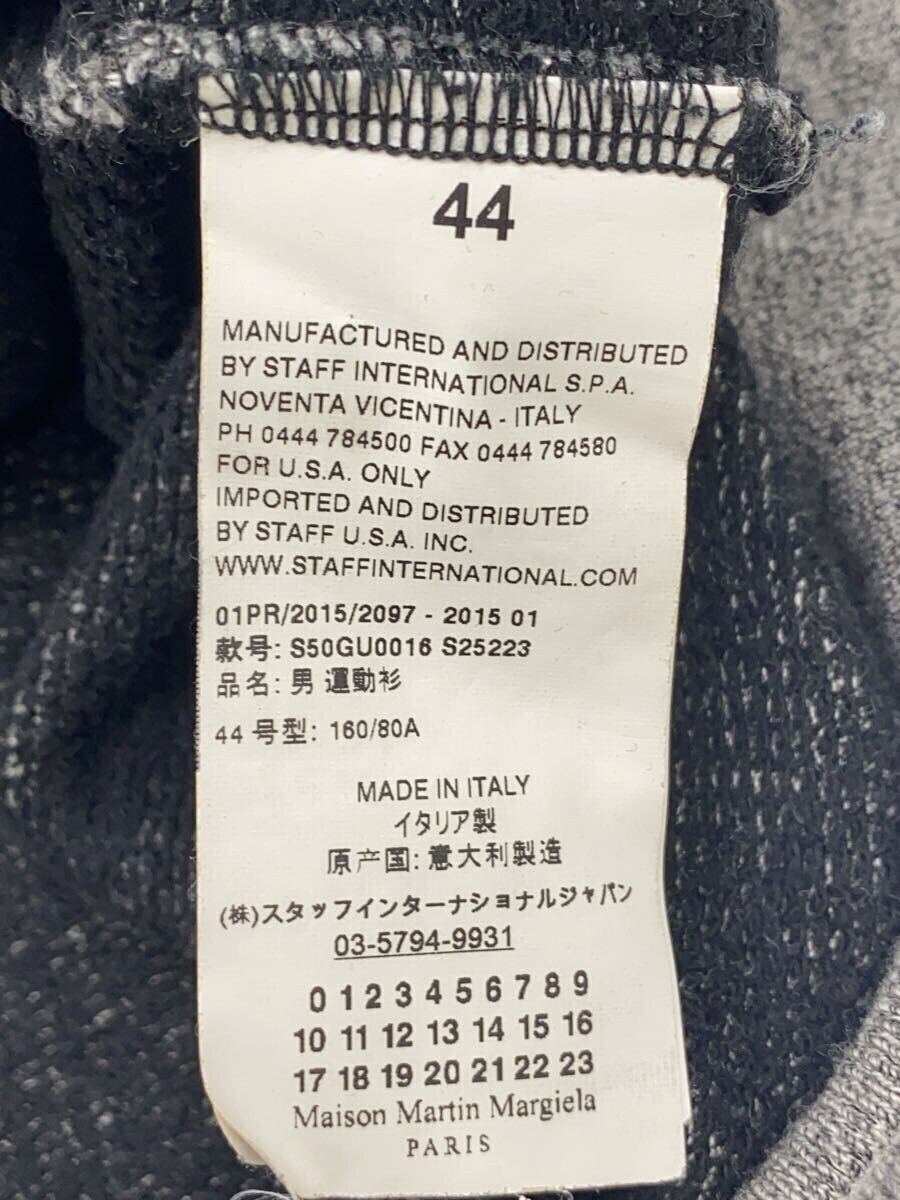 44
MANUFACTURED AND DISTRIBUTED
BY STAFF INTERNATIONAL S.P.A.
NOVENTA VICENTINA - ITALY
PH 0444 784500 FAX 0444 784580
FOR U.S.A. ONLY
IMPORTED AND DISTRIBUTED
BY STAFF U.S.A. INC.
WWW.STAFFINTERNATIONAL.COM
01PR/2015/2097 - 2015 01
款号: S50GU0016 S25223
品名: 男 運動衫
44 号型: 160/80A
MADE IN ITALY
イタリア製
原产国: 意大利製造
(株)スタッフインターナショナルジャパン
03-5794-9931
0 1 2 3 4 5 6 7 8 9
10 11 12 13 14 15 16
17 18 19 20 21 22 23
Maison Martin Margiela
PARIS